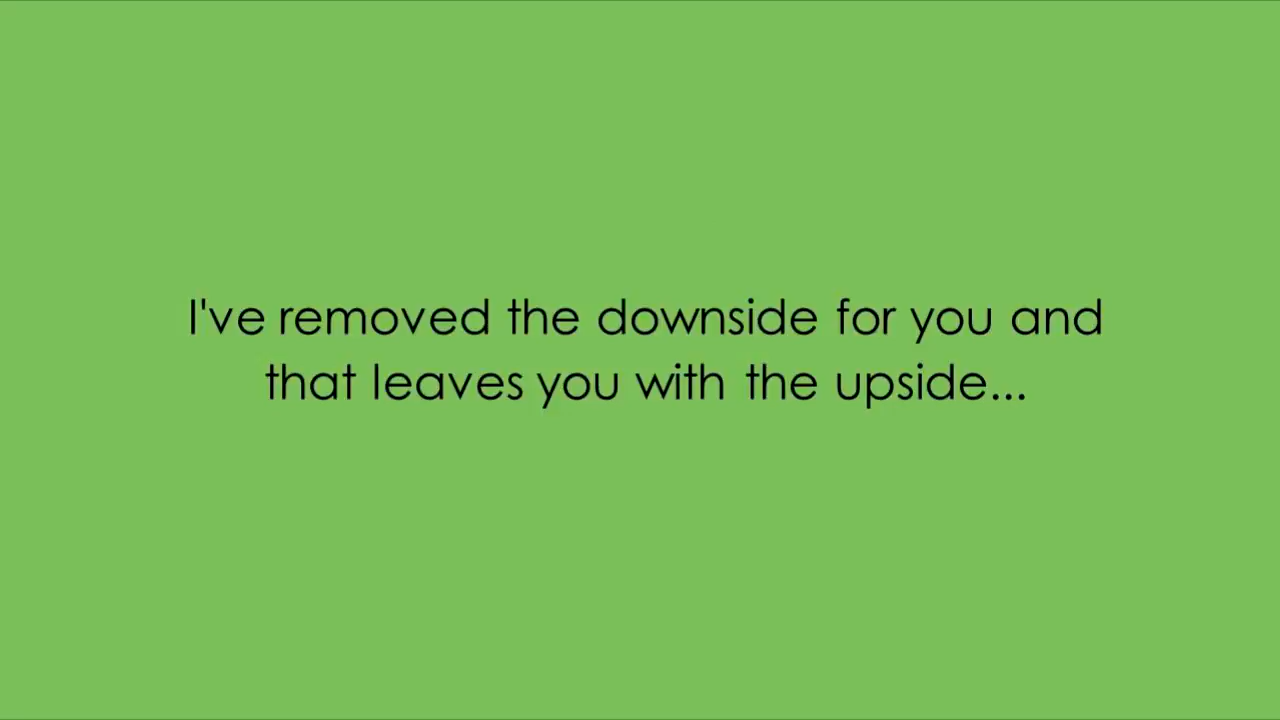 I've removed the downside for you and
that leaves you with the upside...